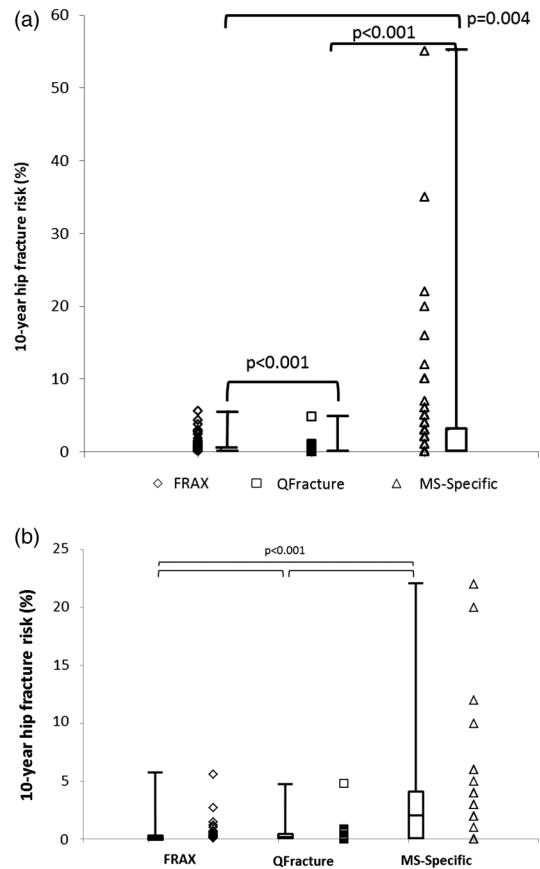 (a)
60
50
40
30
20
10
0
10-year hip fracture risk (%)
p=0.004
p<0.001
p<0.001
FRAX
QFracture
MS-Specific
(b)
25
20
15
10
5
0
10-year hip fracture risk (%)
p<0.001
FRAX
QFracture
MS-Specific